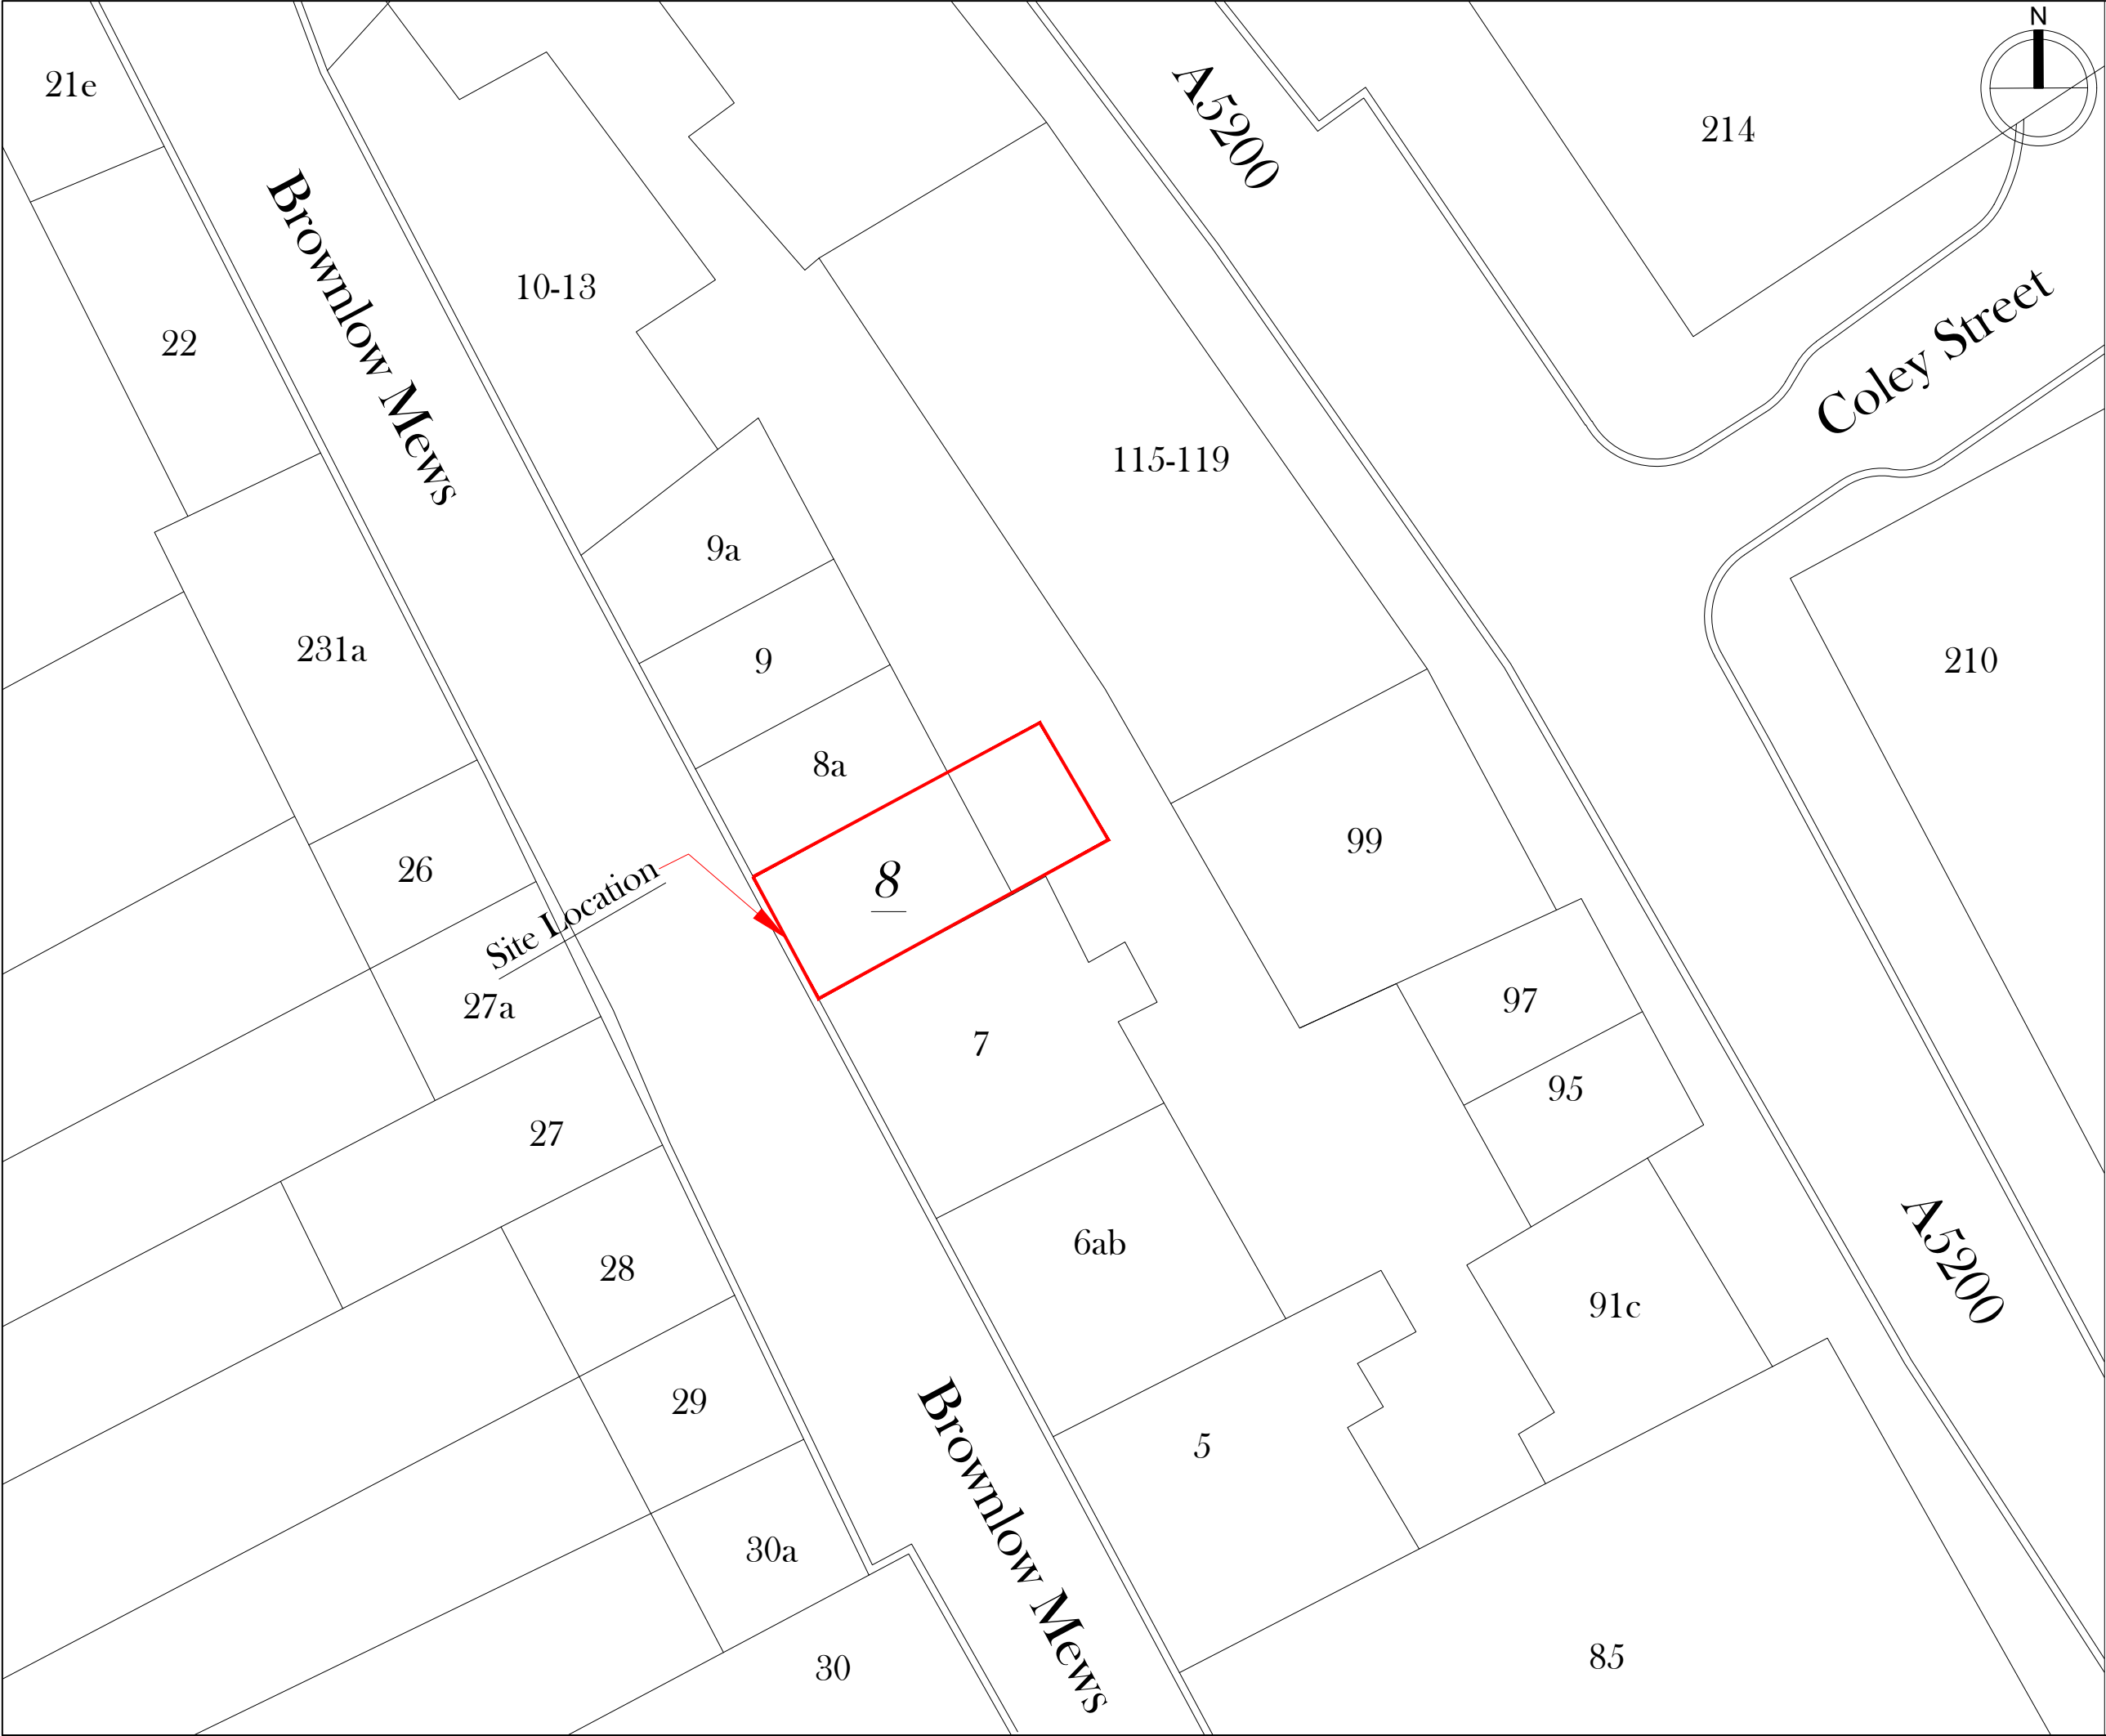 N
21e
A5200
214
Brownlow Mews
10-13
22
Coley Street
115-119
9a
231a
9
210
8a
99
26
8
Site Location
27a
97
7
95
27
6ab
28
A5200
91c
29
Brownlow Mews
5
30a
85
30